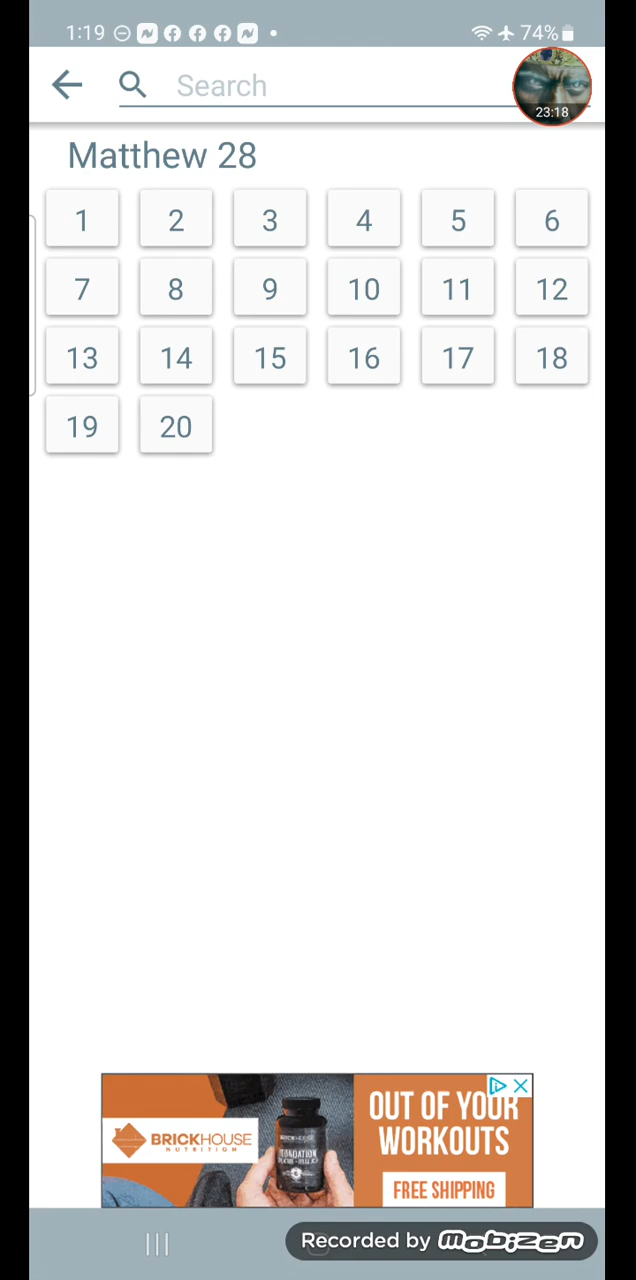 1:19 74%
Search
23:18
Matthew 28
1 2 3 4 5 6
7 8 9 10 11 12
13 14 15 16 17 18
19 20
OUT OF YOUR
WORKOUTS
FREE SHIPPING
BRICKHOUSE
NUTRITION
BRICKHOUSE
FOUNDATION
Recorded by mobizen